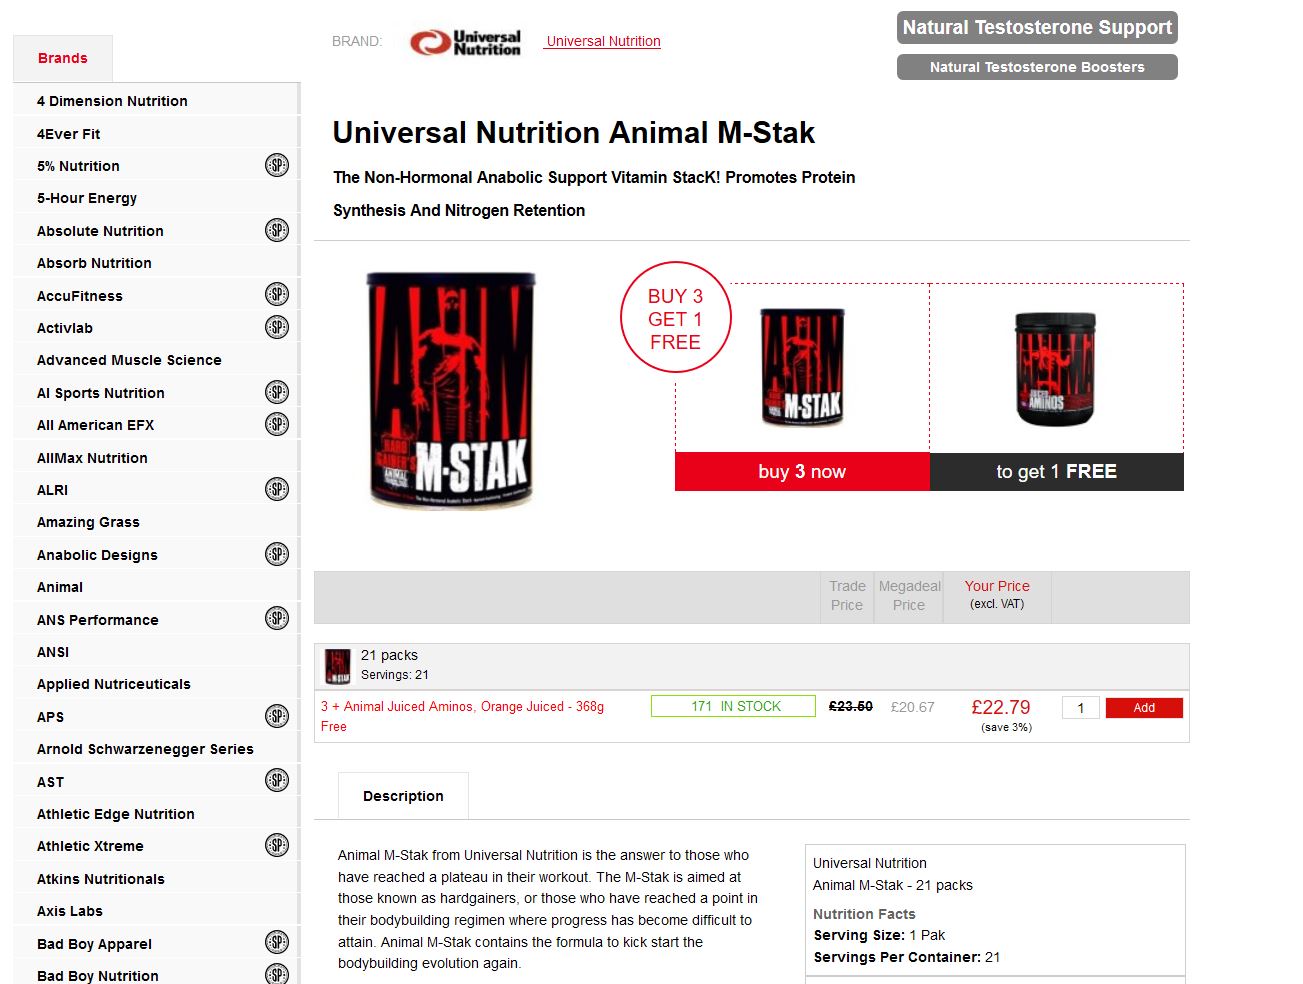 BRAND:
Universal
Nutrition
Universal Nutrition
Natural Testosterone Support
Natural Testosterone Boosters
Brands
4 Dimension Nutrition
4Ever Fit
5% Nutrition
SP
5-Hour Energy
Absolute Nutrition
SP
Absorb Nutrition
AccuFitness
SP
Activlab
SP
Advanced Muscle Science
AI Sports Nutrition
SP
All American EFX
SP
AllMax Nutrition
ALRI
SP
Amazing Grass
Anabolic Designs
SP
Animal
ANS Performance
SP
ANSI
Applied Nutriceuticals
APS
SP
Arnold Schwarzenegger Series
AST
SP
Athletic Edge Nutrition
Athletic Xtreme
SP
Atkins Nutritionals
Axis Labs
Bad Boy Apparel
SP
Bad Boy Nutrition
SP
Universal Nutrition Animal M-Stak
The Non-Hormonal Anabolic Support Vitamin StacK! Promotes Protein
Synthesis And Nitrogen Retention
HARD
GAINER'S
ANIMAL
M-STAK
BUY 3
GET 1
FREE
M-STAK
JUICED
AMINOS
buy 3 now
to get 1 FREE
Trade
Price
Megadeal
Price
Your Price
(excl. VAT)
M-STAK
21 packs
Servings: 21
3 + Animal Juiced Aminos, Orange Juiced - 368g
Free
171 IN STOCK
£23.50
£20.67
£22.79
(save 3%)
1
Add
Description
Animal M-Stak from Universal Nutrition is the answer to those who
have reached a plateau in their workout. The M-Stak is aimed at
those known as hardgainers, or those who have reached a point in
their bodybuilding regimen where progress has become difficult to
attain. Animal M-Stak contains the formula to kick start the
bodybuilding evolution again.
Universal Nutrition
Animal M-Stak - 21 packs
Nutrition Facts
Serving Size: 1 Pak
Servings Per Container: 21